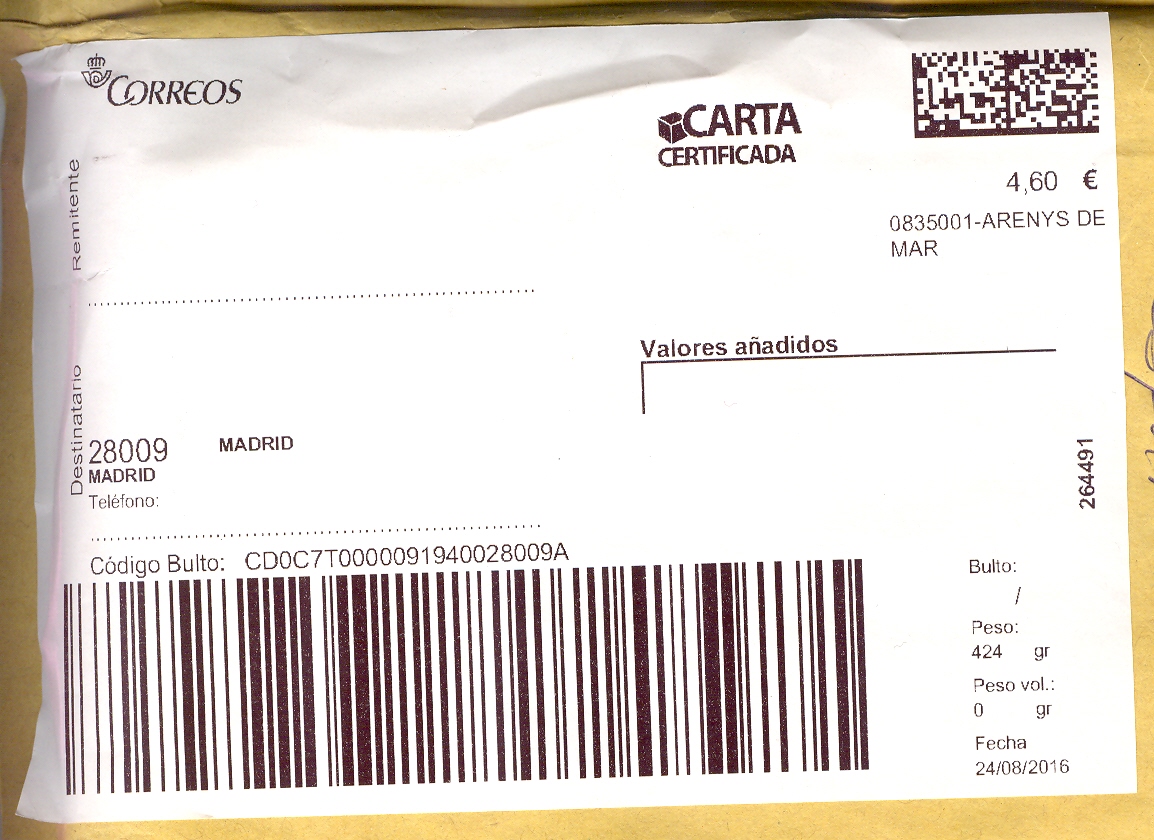 CORREOS
CARTA
CERTIFICADA
4,60 €
0835001-ARENYS DE
MAR
Remitente
Valores añadidos
Destinatario
28009 MADRID
MADRID
Teléfono:
264491
Código Bulto: CD0C7T0000091940028009A
Bulto:
/
Peso:
424 gr
Peso vol.:
0 gr
Fecha
24/08/2016